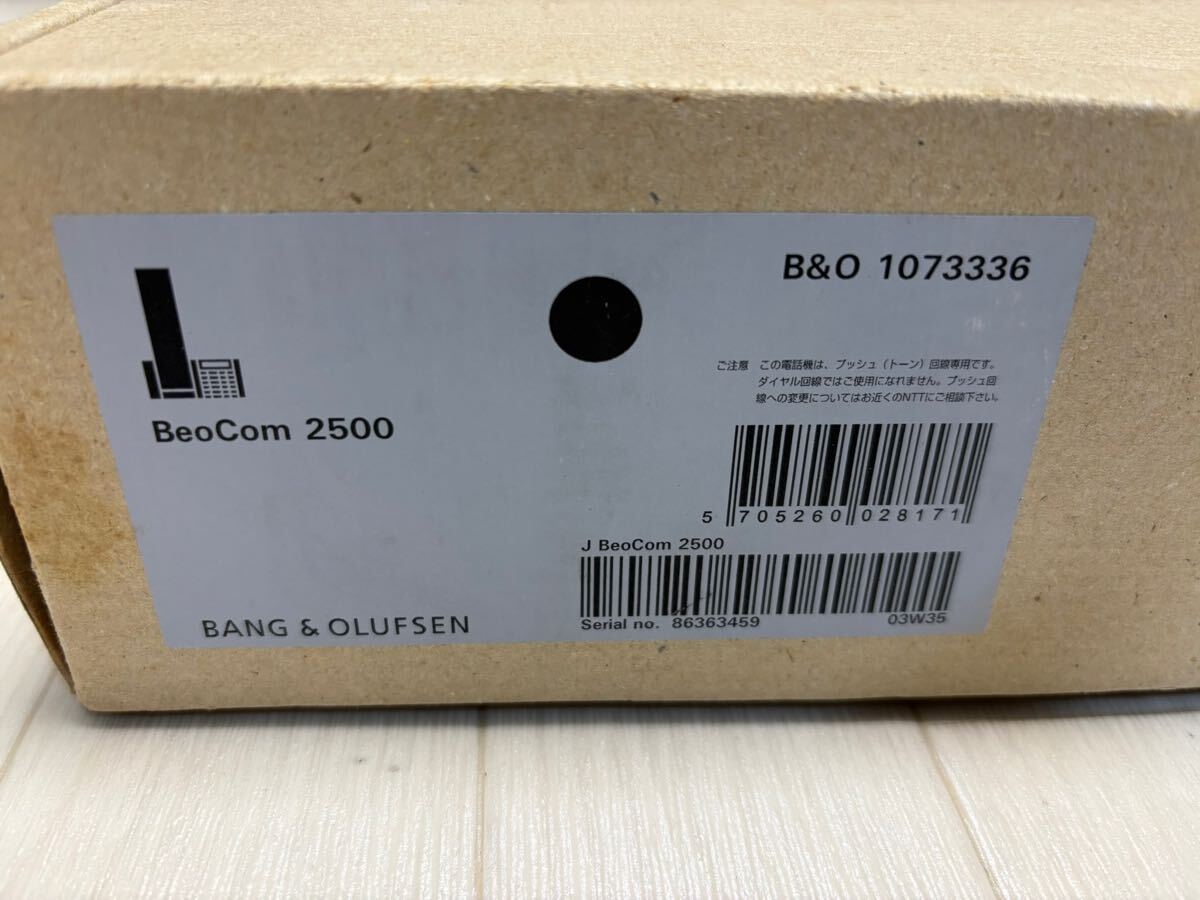 B&O 1073336
BeoCom 2500
ご注意 この電話機は、プッシュ（トーン）回線専用です。
ダイヤル回線ではご使用になれません。プッシュ回
線への変更についてはお近くのNTTにご相談下さい。
5 705260 028171
J BeoCom 2500
Serial no. 86363459 03W35
BANG & OLUFSEN